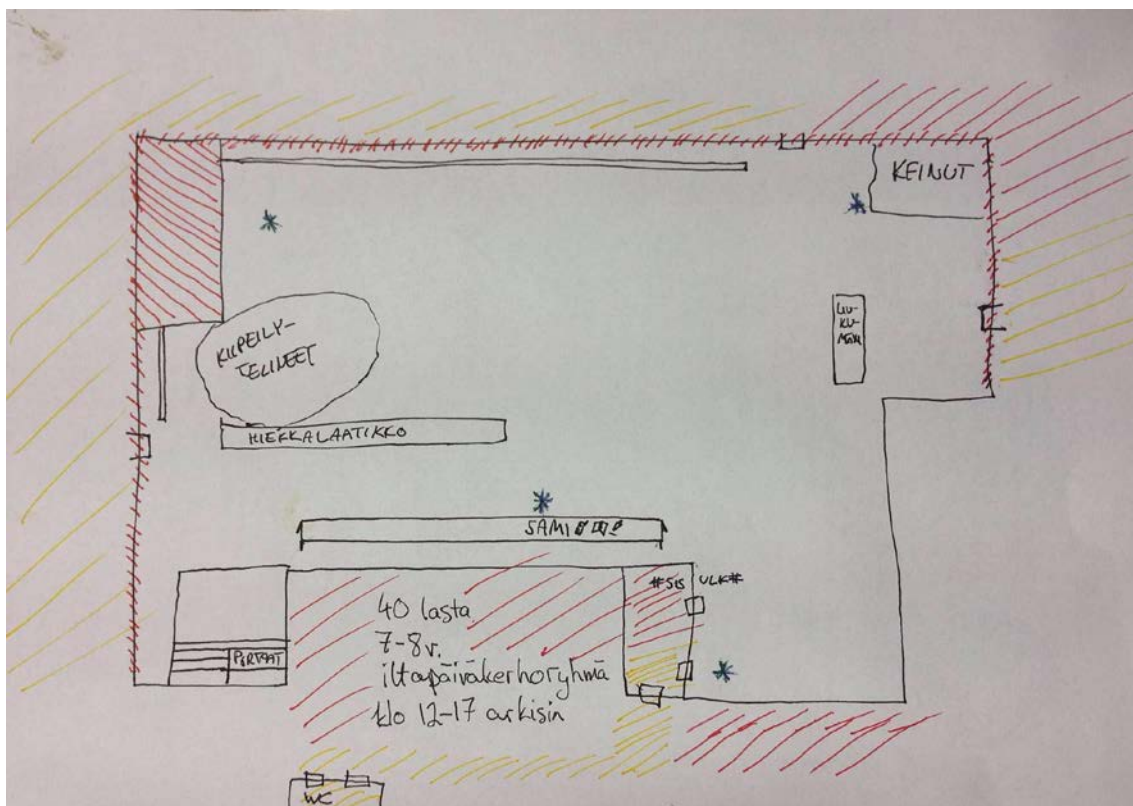 KEINUT
KIIPEILY-
TELINEET
LIU-
KU-
MÄKI
HIEKKALAATIKKO
SAMI
#SIS ULK#
40 lasta
7-8v.
iltapäiväkerhoryhmä
klo 12-17 arkisin
PORTAAT
WC